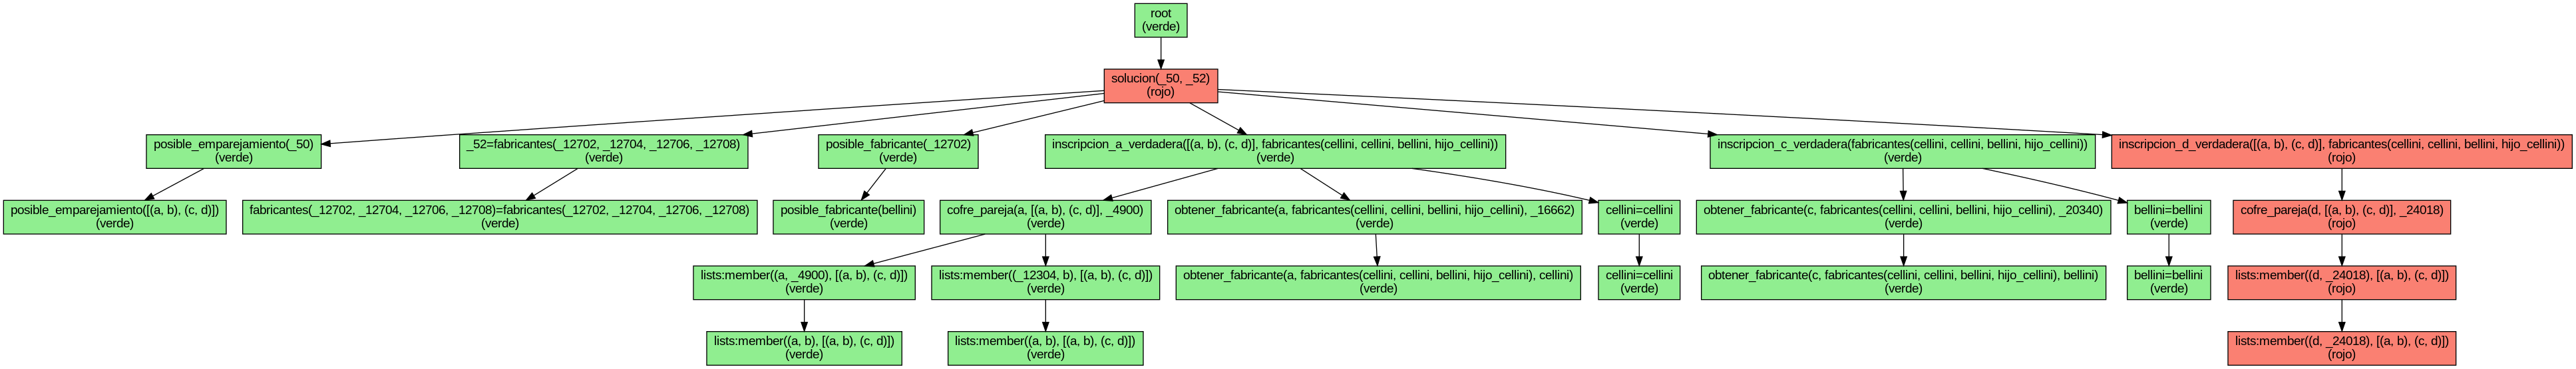 root
(verde)
solucion(_50, _52)
(rojo)
posible_emparejamiento(_50)
(verde)
_52=fabricantes(_12702, _12704, _12706, _12708)
(verde)
posible_fabricante(_12702)
(verde)
inscripcion_a_verdadera([(a, b), (c, d)], fabricantes(cellini, cellini, bellini, hijo_cellini))
(verde)
inscripcion_c_verdadera(fabricantes(cellini, cellini, bellini, hijo_cellini))
(verde)
inscripcion_d_verdadera([(a, b), (c, d)], fabricantes(cellini, cellini, bellini, hijo_cellini))
(rojo)
posible_emparejamiento([(a, b), (c, d)])
(verde)
fabricantes(_12702, _12704, _12706, _12708)=fabricantes(_12702, _12704, _12706, _12708)
(verde)
posible_fabricante(bellini)
(verde)
cofre_pareja(a, [(a, b), (c, d)], _4900)
(verde)
obtener_fabricante(a, fabricantes(cellini, cellini, bellini, hijo_cellini), _16662)
(verde)
cellini=cellini
(verde)
obtener_fabricante(c, fabricantes(cellini, cellini, bellini, hijo_cellini), _20340)
(verde)
bellini=bellini
(verde)
cofre_pareja(d, [(a, b), (c, d)], _24018)
(rojo)
lists:member((a, _4900), [(a, b), (c, d)])
(verde)
lists:member((_12304, b), [(a, b), (c, d)])
(verde)
obtener_fabricante(a, fabricantes(cellini, cellini, bellini, hijo_cellini), cellini)
(verde)
cellini=cellini
(verde)
obtener_fabricante(c, fabricantes(cellini, cellini, bellini, hijo_cellini), bellini)
(verde)
bellini=bellini
(verde)
lists:member((d, _24018), [(a, b), (c, d)])
(rojo)
lists:member((a, b), [(a, b), (c, d)])
(verde)
lists:member((a, b), [(a, b), (c, d)])
(verde)
lists:member((d, _24018), [(a, b), (c, d)])
(rojo)